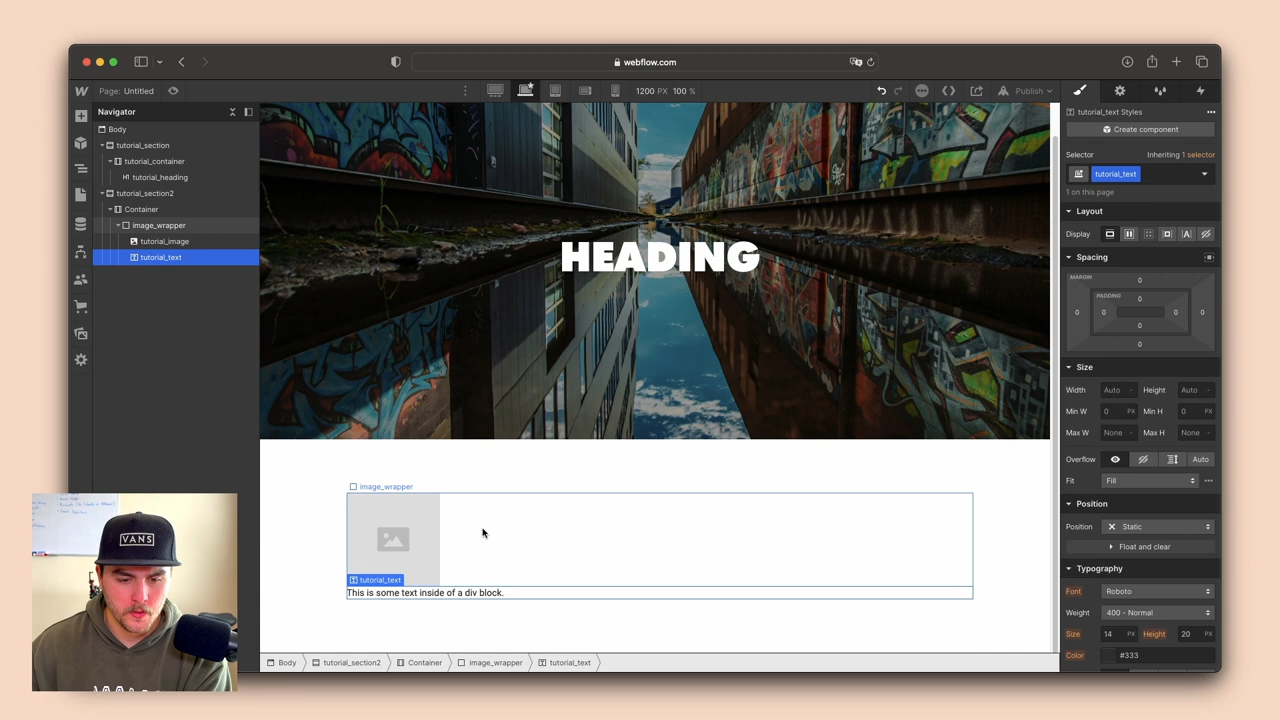 webflow.com
Page: Untitled
1200 PX 100 %
Publish
Navigator
Body
tutorial_section
tutorial_container
H1 tutorial_heading
tutorial_section2
Container
image_wrapper
tutorial_image
tutorial_text
HEADING
image_wrapper
tutorial_text
This is some text inside of a div block.
Body
tutorial_section2
Container
image_wrapper
tutorial_text
tutorial_text Styles
Create component
Selector
Inheriting 1 selector
tutorial_text
1 on this page
Layout
Display
Spacing
MARGIN
0
PADDING
0
0 0 0 0
0
0
Size
Width Auto - Height Auto -
Min W 0 PX Min H 0 PX
Max W None - Max H None -
Overflow Auto
Fit Fill
Position
Position Static
Float and clear
Typography
Font Roboto
Weight 400 - Normal
Size 14 PX Height 20 PX
Color #333
VANS